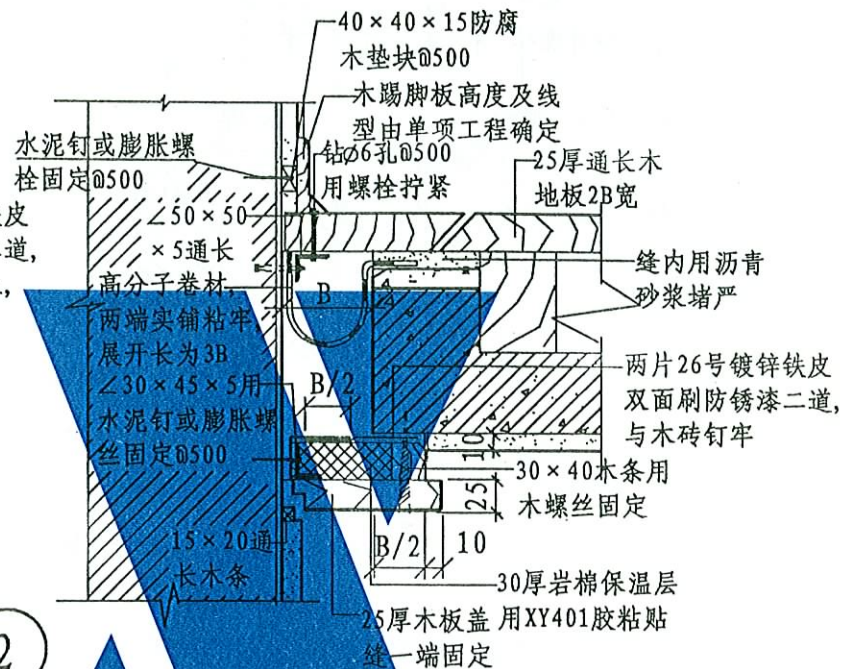 40×40×15防腐
木垫块@500
木踢脚板高度及线
型由单项工程确定
水泥钉或膨胀螺
栓固定@500
钻Ø6孔@500
用螺栓拧紧
25厚通长木
地板2B宽
皮
道,
∠50×50
×5通长
高分子卷材,
两端实铺粘牢,
展开长为3B
B
缝内用沥青
砂浆堵严
∠30×45×5用
水泥钉或膨胀螺
丝固定@500
B/2
两片26号镀锌铁皮
双面刷防锈漆二道,
与木砖钉牢
10
30×40木条用
木螺丝固定
25
15×20通
长木条
B/2
10
30厚岩棉保温层
用XY401胶粘贴
25厚木板盖
缝一端固定
2